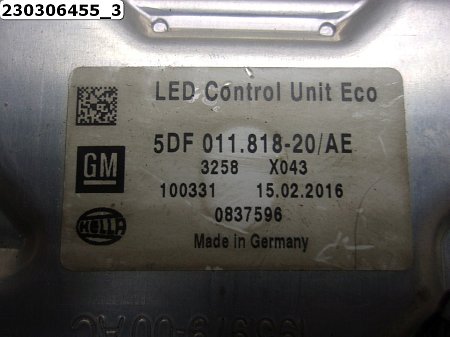 230306455_3
LED Control Unit Eco
5DF 011.818-20/AE
GM
3258 X043
100331 15.02.2016
HELLA
0837596
Made in Germany